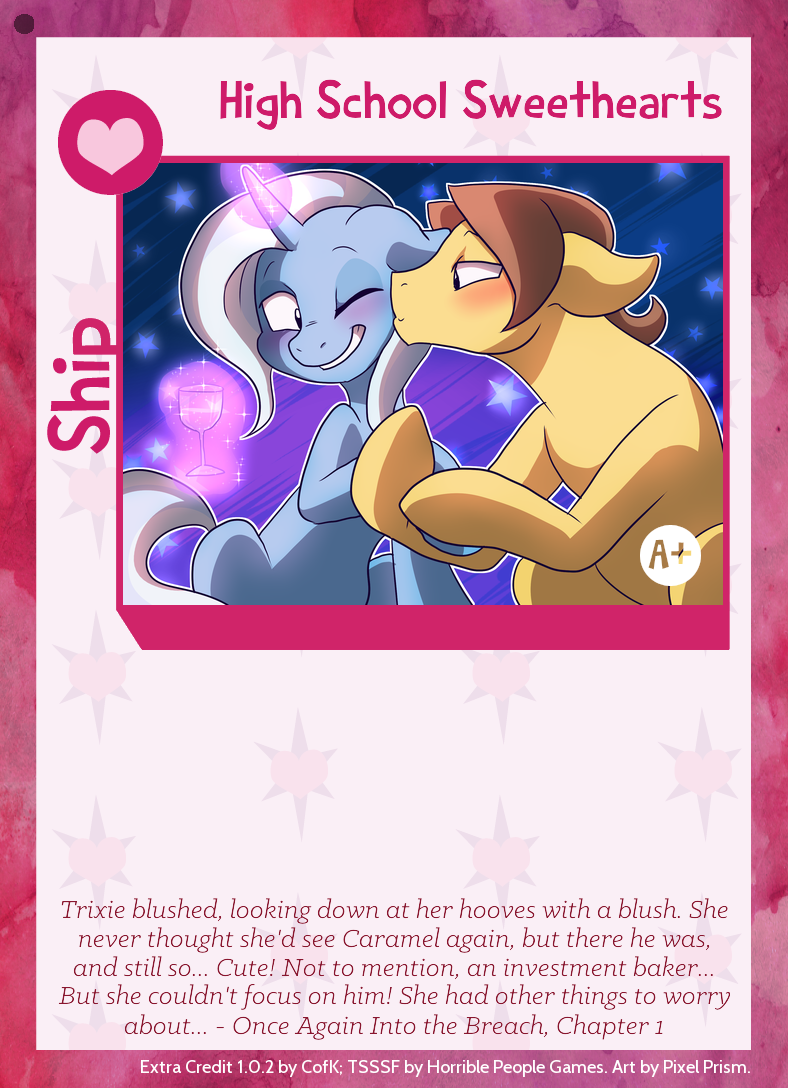 High School Sweethearts
Ship
A+
Trixie blushed, looking down at her hooves with a blush. She
never thought she'd see Caramel again, but there he was,
and still so... Cute! Not to mention, an investment baker...
But she couldn't focus on him! She had other things to worry
about... - Once Again Into the Breach, Chapter 1
Extra Credit 1.0.2 by CofK; TSSSF by Horrible People Games. Art by Pixel Prism.